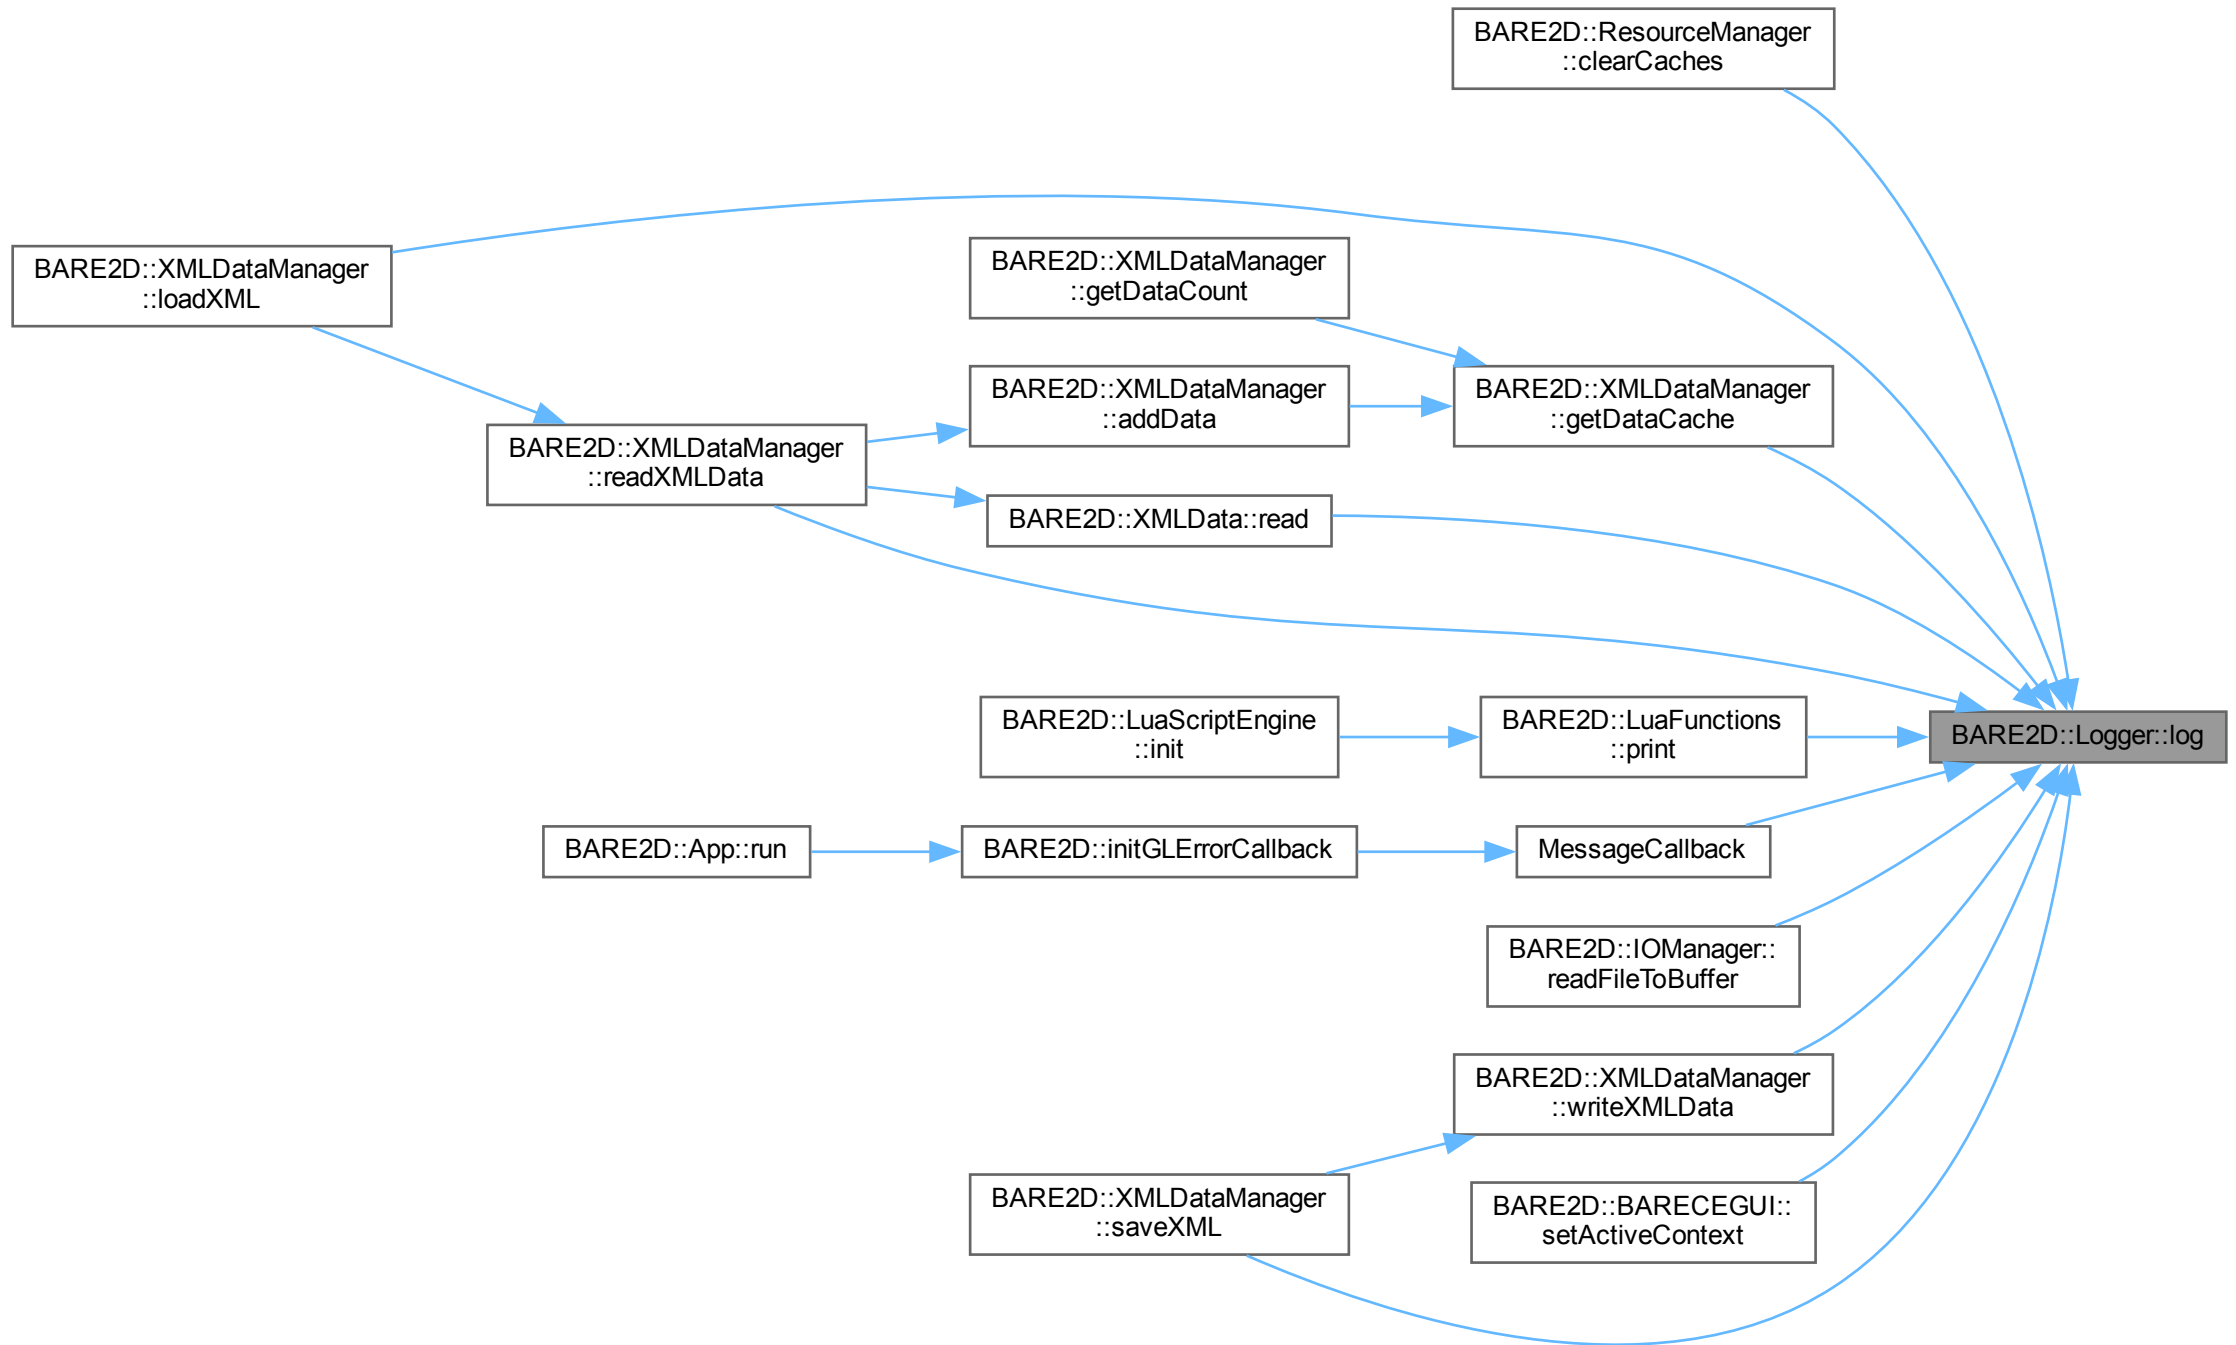 BARE2D::ResourceManager
::clearCaches
BARE2D::XMLDataManager
::loadXML
BARE2D::XMLDataManager
::getDataCount
BARE2D::XMLDataManager
::addData
BARE2D::XMLDataManager
::getDataCache
BARE2D::XMLDataManager
::readXMLData
BARE2D::XMLData::read
BARE2D::LuaScriptEngine
::init
BARE2D::LuaFunctions
::print
BARE2D::Logger::log
BARE2D::App::run
BARE2D::initGLErrorCallback
MessageCallback
BARE2D::IOManager::
readFileToBuffer
BARE2D::XMLDataManager
::writeXMLData
BARE2D::XMLDataManager
::saveXML
BARE2D::BARECEGUI::
setActiveContext